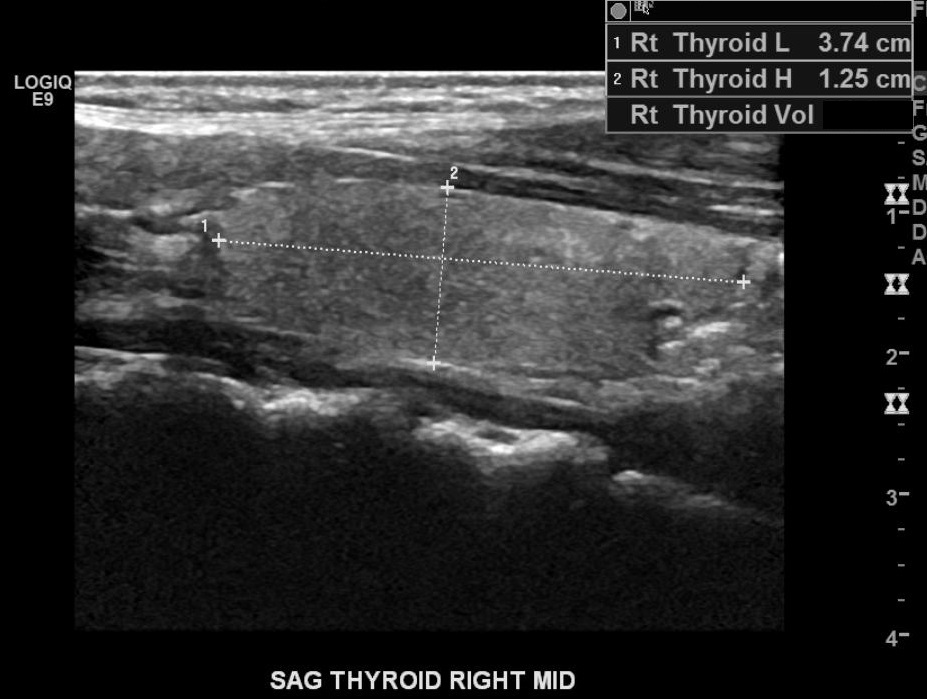 1 Rt Thyroid L 3.74 cm
2 Rt Thyroid H 1.25 cm
Rt Thyroid Vol
LOGIQ
E9
F
C
F
G
S
M
D
D
A
2
1
1
2
3
4
SAG THYROID RIGHT MID